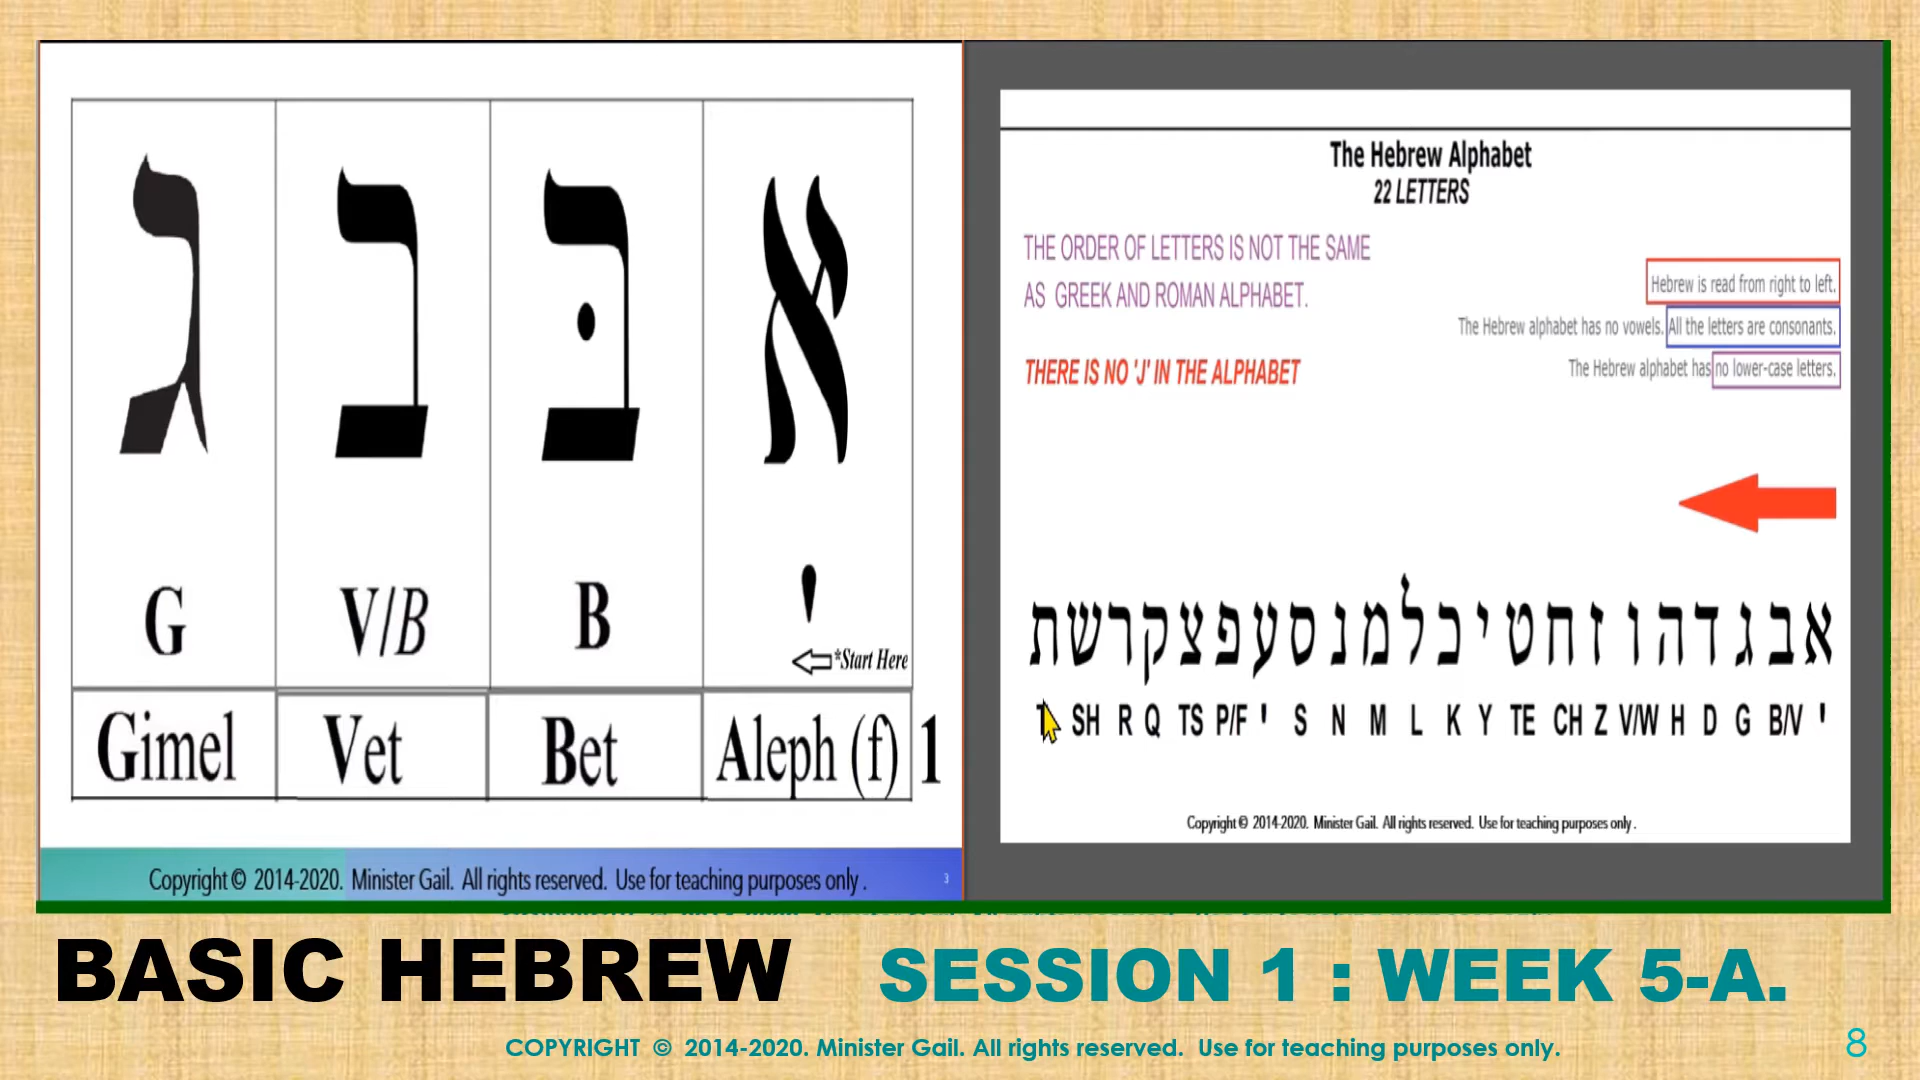 ג ב בּ א
G V/B B '
*Start Here
Gimel Vet Bet Aleph (f) 1
Copyright © 2014-2020. Minister Gail. All rights reserved. Use for teaching purposes only .
3
The Hebrew Alphabet
22 LETTERS
THE ORDER OF LETTERS IS NOT THE SAME
AS GREEK AND ROMAN ALPHABET.
THERE IS NO 'J' IN THE ALPHABET
Hebrew is read from right to left.
The Hebrew alphabet has no vowels. All the letters are consonants.
The Hebrew alphabet has no lower-case letters.
אבגדהוזחטיכלמנסעפצקרשת
T SH R Q TS P/F ' S N M L K Y TE CH Z V/W H D G B/V '
Copyright © 2014-2020. Minister Gail. All rights reserved. Use for teaching purposes only .
BASIC HEBREW SESSION 1 : WEEK 5-A.
COPYRIGHT © 2014-2020. Minister Gail. All rights reserved. Use for teaching purposes only.
8